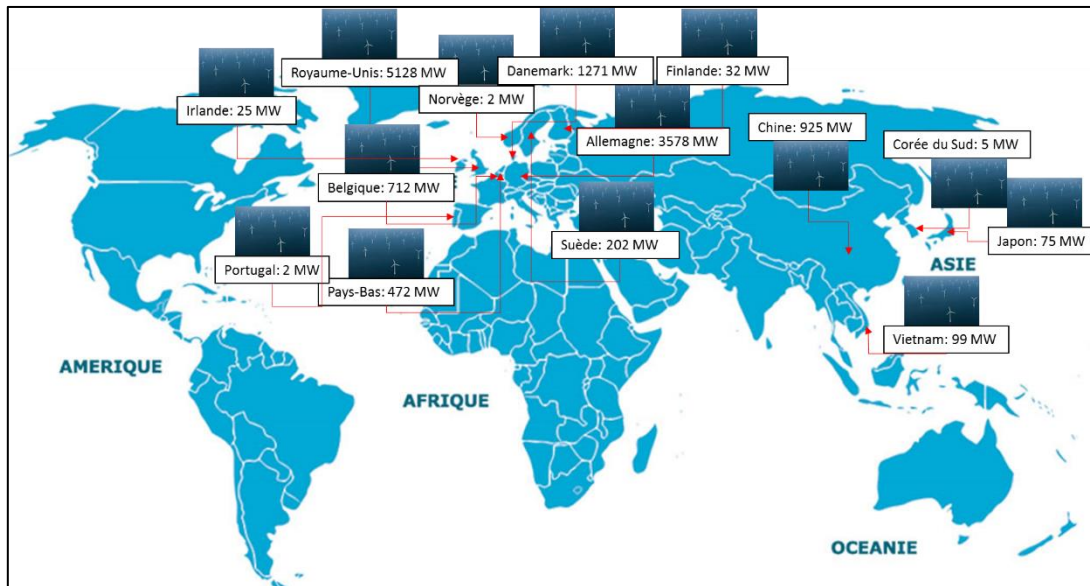 Royaume-Unis: 5128 MW
Norvège: 2 MW
Danemark: 1271 MW
Finlande: 32 MW
Irlande: 25 MW
Allemagne: 3578 MW
Chine: 925 MW
Corée du Sud: 5 MW
Belgique: 712 MW
Suède: 202 MW
Japon: 75 MW
ASIE
Portugal: 2 MW
Pays-Bas: 472 MW
Vietnam: 99 MW
AMERIQUE
AFRIQUE
OCEANIE